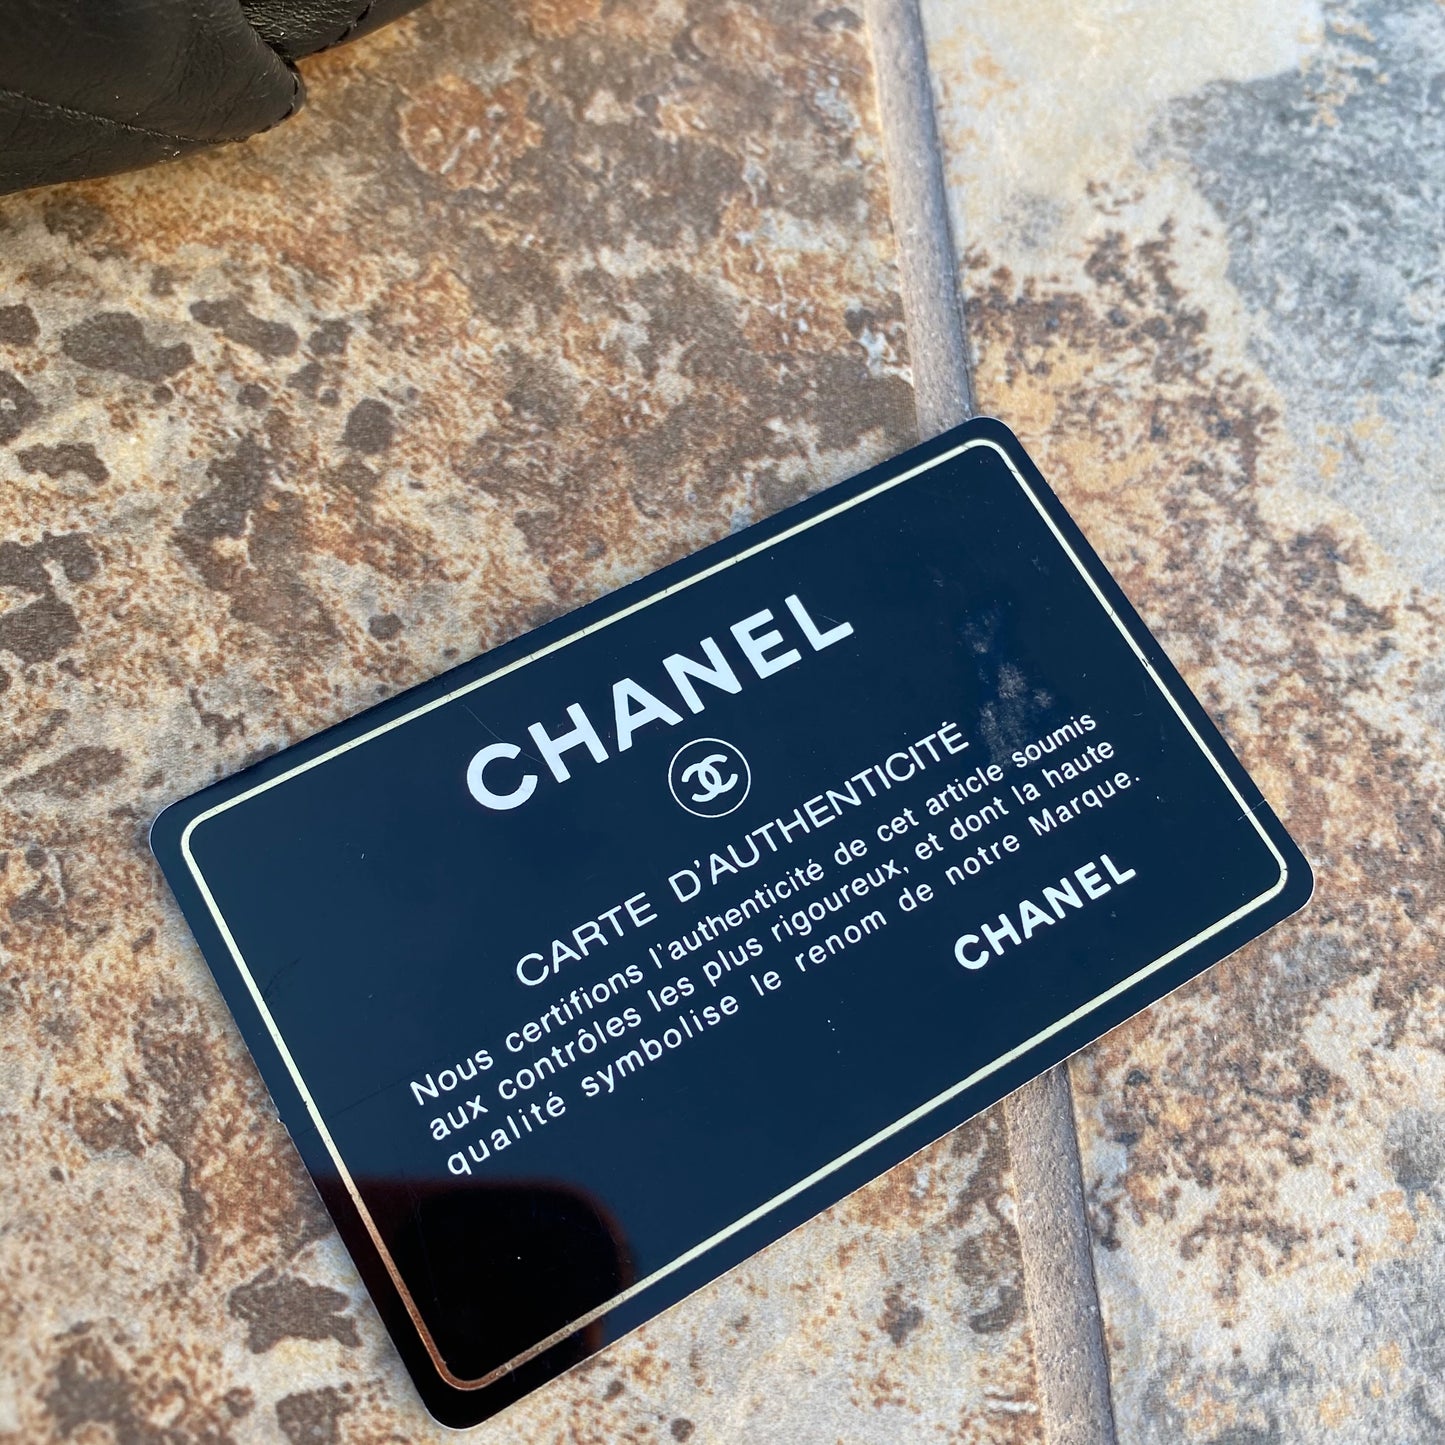 CHANEL
CARTE D'AUTHENTICITÉ
Nous certifions l'authenticité de cet article soumis
aux contrôles les plus rigoureux, et dont la haute
qualité symbolise le renom de notre Marque.
CHANEL